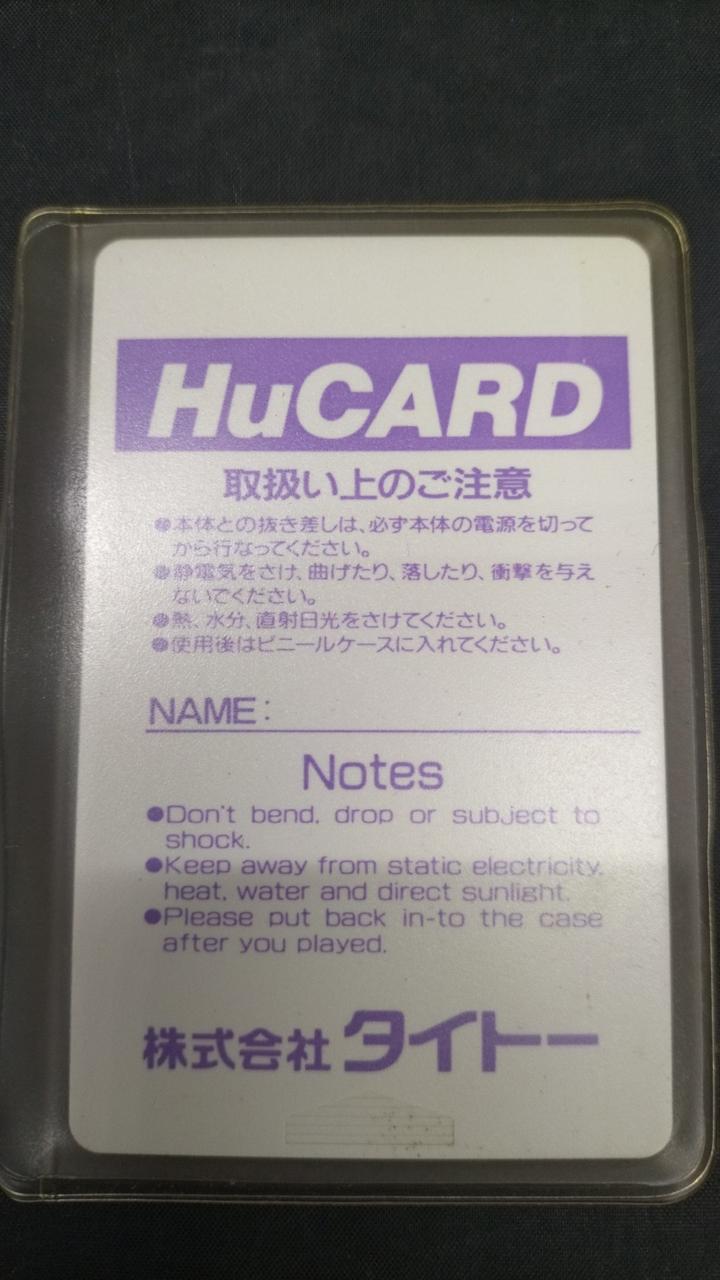 HuCARD
取扱い上のご注意
●本体との抜き差しは、必ず本体の電源を切って
から行なってください。
●静電気をさけ、曲げたり、落したり、衝撃を与え
ないでください。
●熱、水分、直射日光をさけてください。
●使用後はビニールケースに入れてください。
NAME:
Notes
●Don't bend, drop or subject to
shock.
●Keep away from static electricity,
heat, water and direct sunlight.
●Please put back in-to the case
after you played.
株式会社タイトー